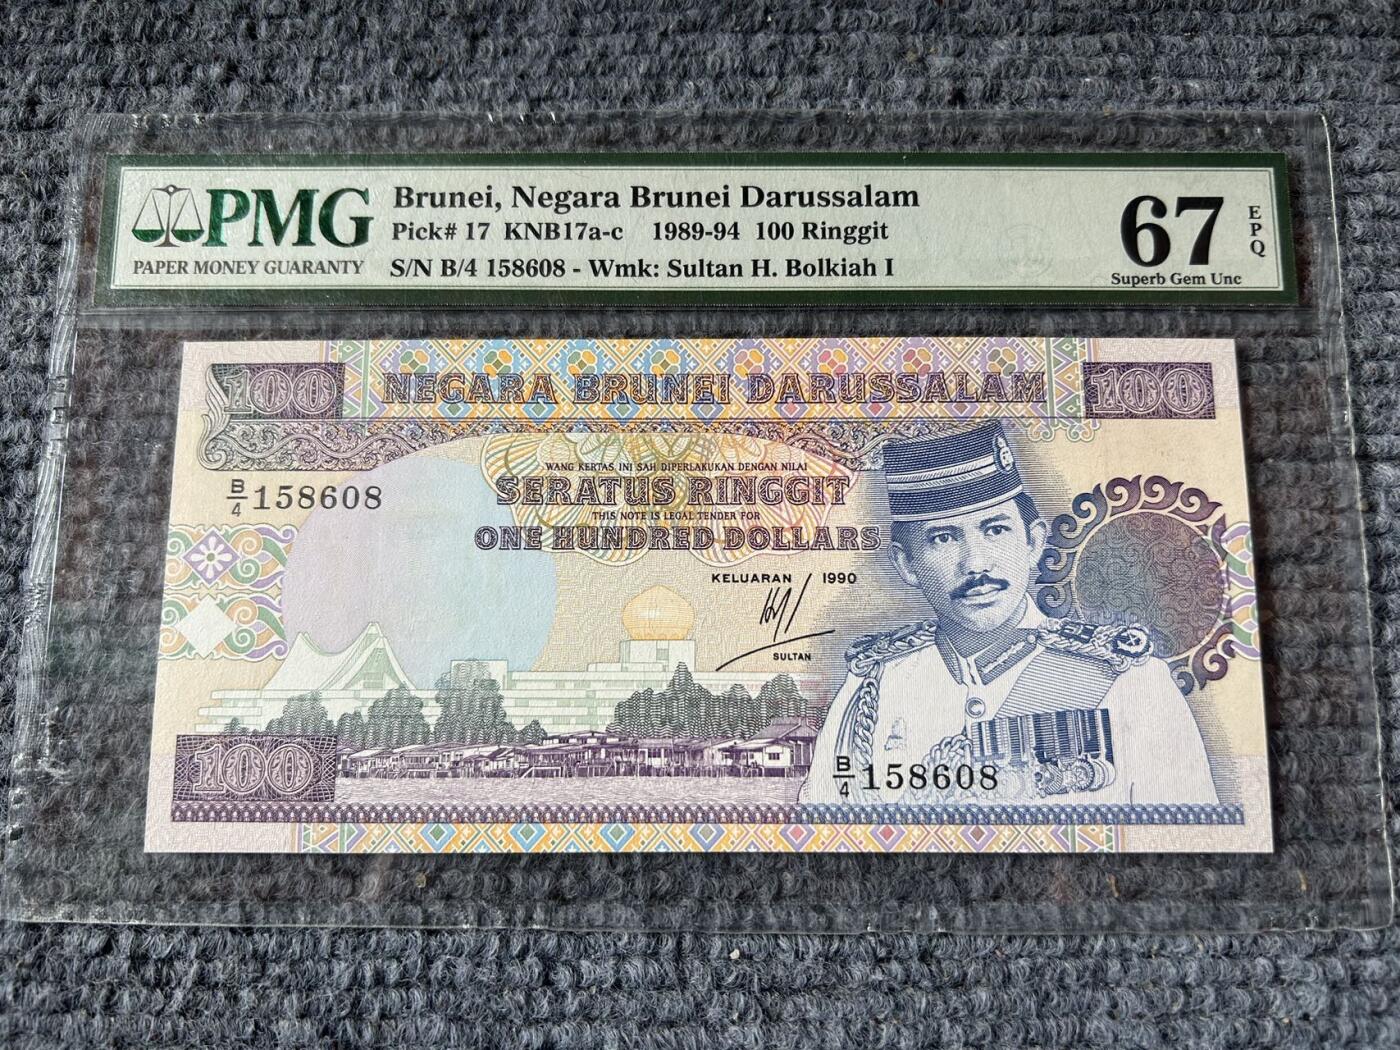 PMG
PAPER MONEY GUARANTY
Brunei, Negara Brunei Darussalam
Pick# 17 KNB17a-c 1989-94 100 Ringgit
S/N B/4 158608 - Wmk: Sultan H. Bolkiah I
67 EPQ
Superb Gem Unc
100 NEGARA BRUNEI DARUSSALAM 100
WANG KERTAS INI SAH DIPERLAKUKAN DENGAN NILAI
B/4 158608
SERATUS RINGGIT
THIS NOTE IS LEGAL TENDER FOR
ONE HUNDRED DOLLARS
KELUARAN 1990
SULTAN
100
B/4 158608